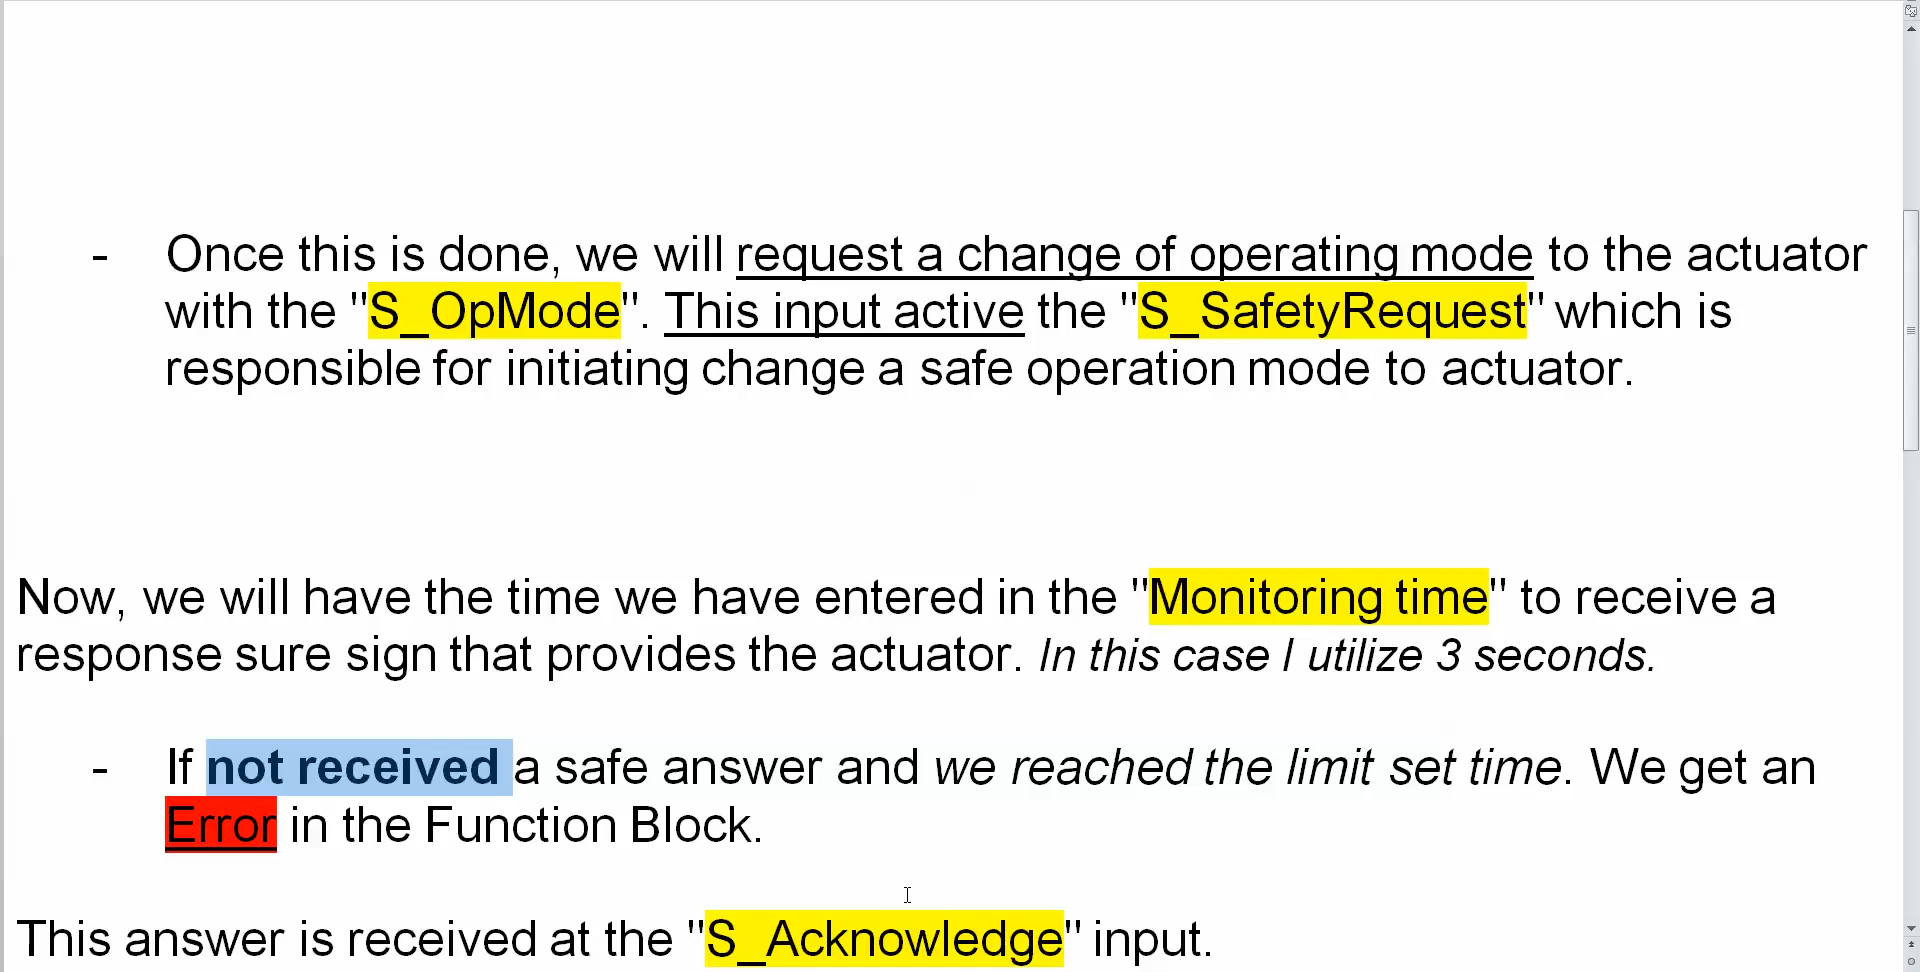 - Once this is done, we will request a change of operating mode to the actuator
with the "S_OpMode". This input active the "S_SafetyRequest" which is
responsible for initiating change a safe operation mode to actuator.
Now, we will have the time we have entered in the "Monitoring time" to receive a
response sure sign that provides the actuator. In this case I utilize 3 seconds.
- If not received a safe answer and we reached the limit set time. We get an
Error in the Function Block.
This answer is received at the "S_Acknowledge" input.